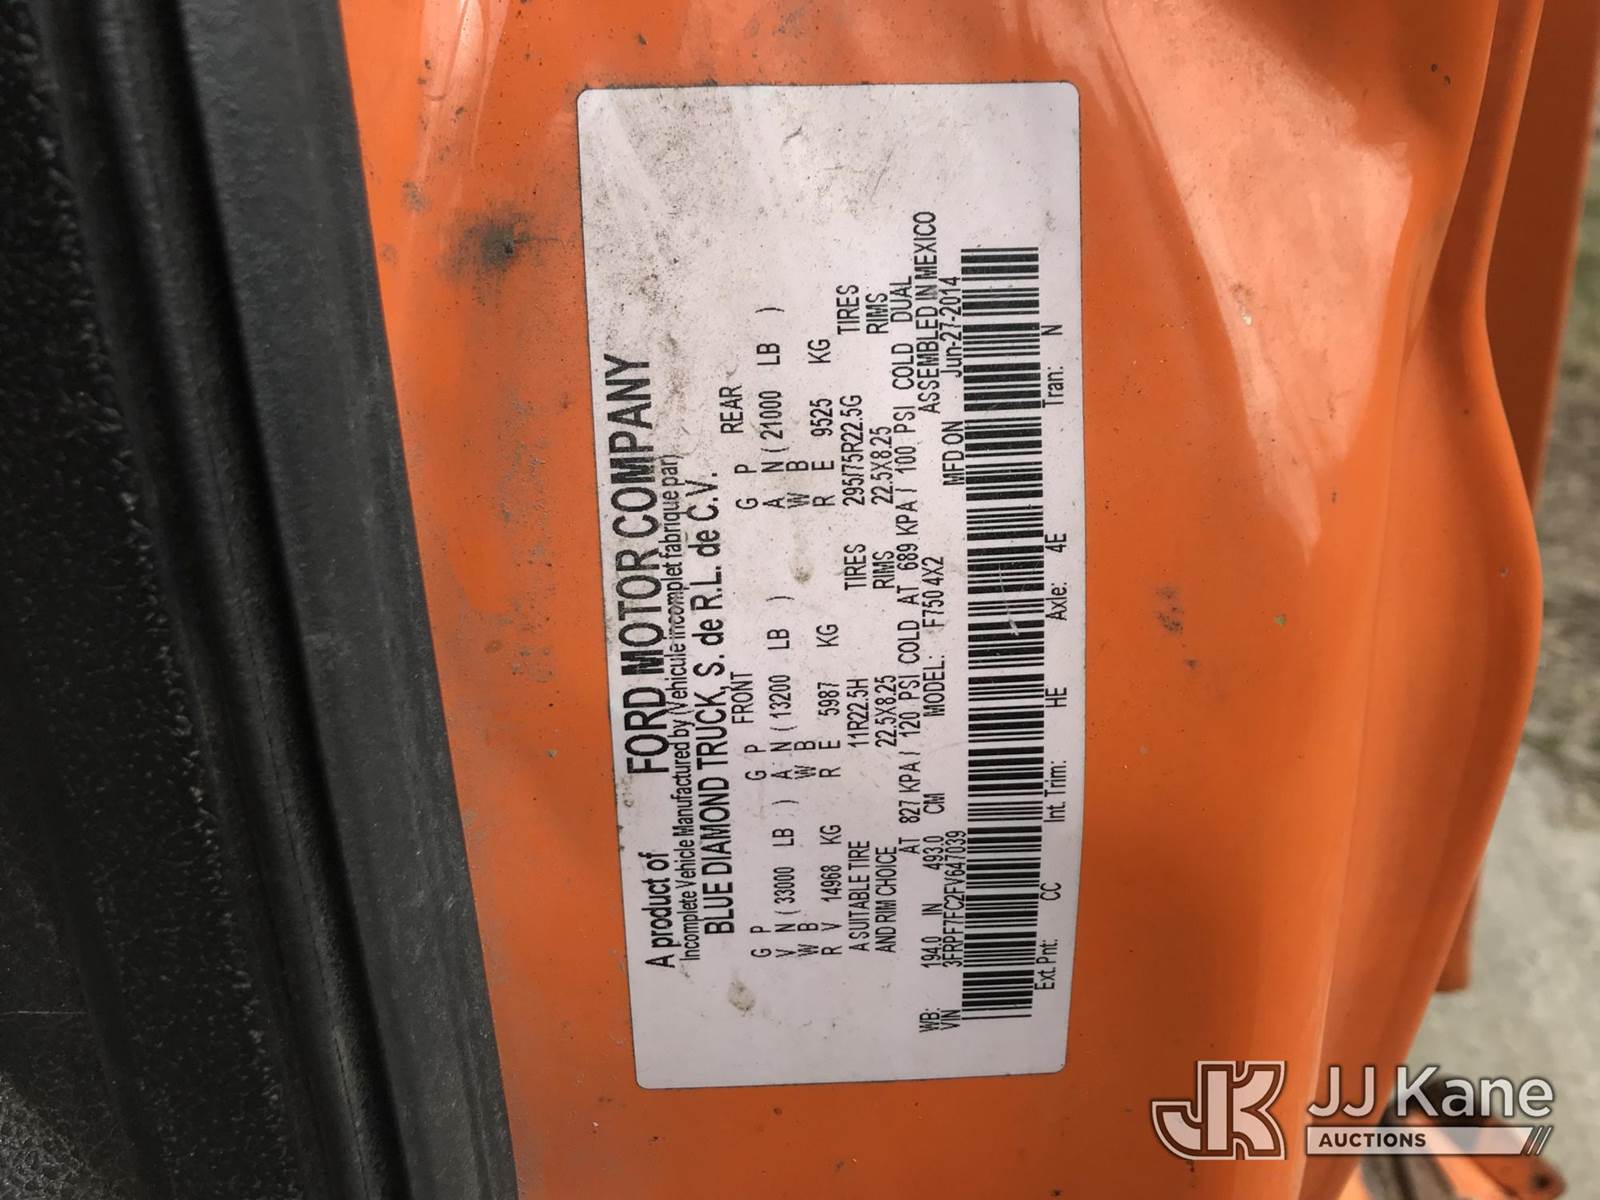 A product of FORD MOTOR COMPANY
Incomplete Vehicle Manufactured by (Vehicule incomplet fabrique par)
BLUE DIAMOND TRUCK, S. de R.L. de C.V.
FRONT REAR
G P G P G P
V N ( 33000 LB ) A N ( 13200 LB ) A N ( 21000 LB )
W B W B W B
R V 14968 KG R E 5987 KG R E 9525 KG
A SUITABLE TIRE 11R22.5H TIRES 295/75R22.5G TIRES
AND RIM CHOICE 22.5X8.25 RIMS 22.5X8.25 RIMS
AT 827 KPA / 120 PSI COLD AT 689 KPA / 100 PSI COLD DUAL
WB: 194.0 IN 493.0 CM MODEL: F750 4X2 ASSEMBLED IN MEXICO
VIN 3FRPF7FC2FV647039 MFD ON Jun-27-2014
Ext. Pnt: CC Int. Trim: HE Axle: 4E Tran: N
JK JJ Kane
AUCTIONS